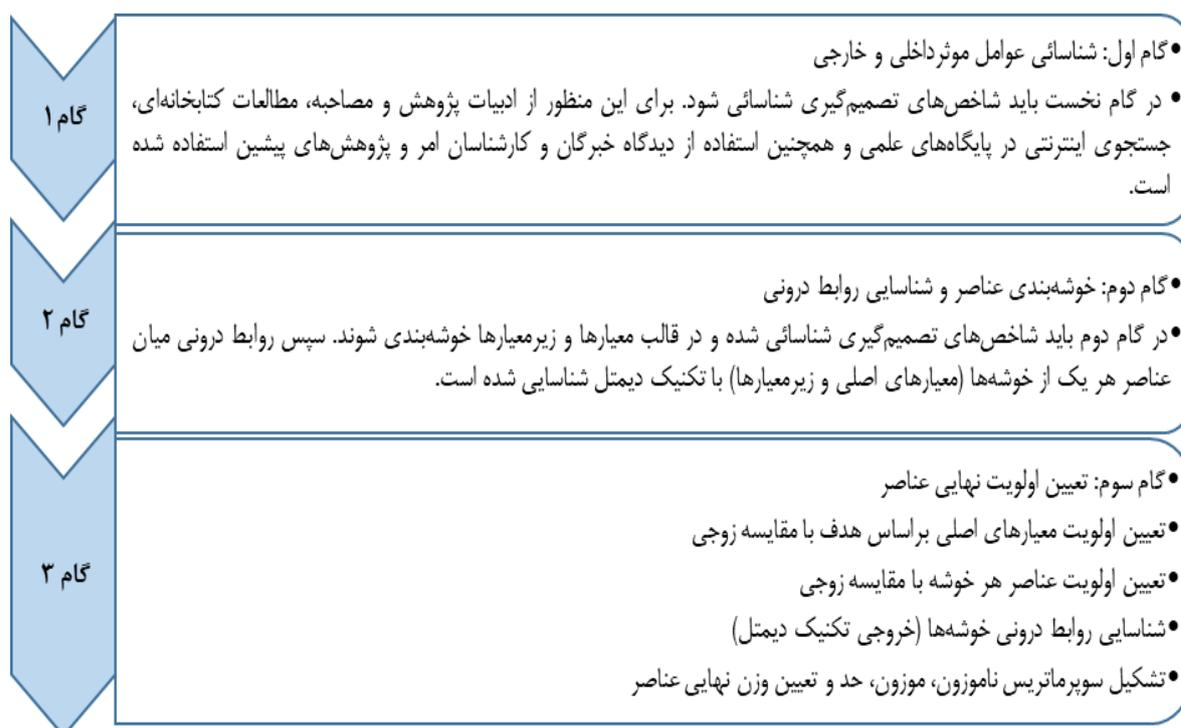 گام ۱
•گام اول: شناسائی عوامل موثرداخلی و خارجی
• در گام نخست باید شاخص‌های تصمیم‌گیری شناسائی شود. برای این منظور از ادبیات پژوهش و مصاحبه، مطالعات کتابخانه‌ای،
جستجوی اینترنتی در پایگاه‌های علمی و همچنین استفاده از دیدگاه خبرگان و کارشناسان امر و پژوهش‌های پیشین استفاده شده
است.
گام ۲
•گام دوم: خوشه‌بندی عناصر و شناسایی روابط درونی
•در گام دوم باید شاخص‌های تصمیم‌گیری شناسائی شده و در قالب معیارها و زیرمعیارها خوشه‌بندی شوند. سپس روابط درونی میان
عناصر هر یک از خوشه‌ها (معیارهای اصلی و زیرمعیارها) با تکنیک دیمتل شناسایی شده است.
گام ۳
•گام سوم: تعیین اولویت نهایی عناصر
•تعیین اولویت معیارهای اصلی براساس هدف با مقایسه زوجی
•تعیین اولویت عناصر هر خوشه با مقایسه زوجی
•شناسایی روابط درونی خوشه‌ها (خروجی تکنیک دیمتل)
•تشکیل سوپرماتریس ناموزون، موزون، حد و تعیین وزن نهایی عناصر